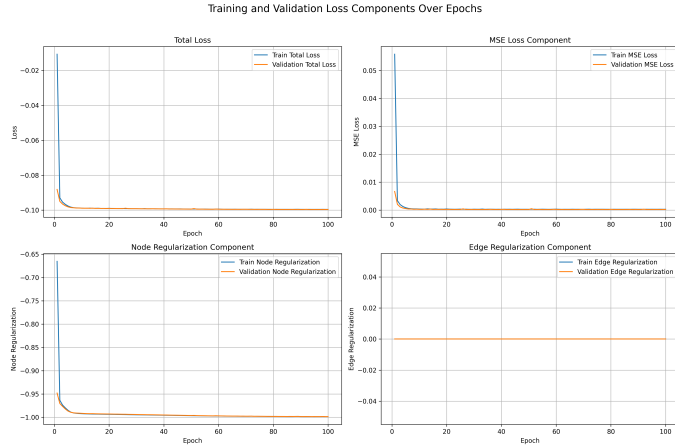 Training and Validation Loss Components Over Epochs
Total Loss
Train Total Loss
Validation Total Loss
−0.02
−0.04
−0.06
−0.08
−0.10
Loss
0 20 40 60 80 100
Epoch
MSE Loss Component
Train MSE Loss
Validation MSE Loss
0.05
0.04
0.03
0.02
0.01
0.00
MSE Loss
0 20 40 60 80 100
Epoch
Node Regularization Component
Train Node Regularization
Validation Node Regularization
−0.65
−0.70
−0.75
−0.80
−0.85
−0.90
−0.95
−1.00
Node Regularization
0 20 40 60 80 100
Epoch
Edge Regularization Component
Train Edge Regularization
Validation Edge Regularization
0.04
0.02
0.00
−0.02
−0.04
Edge Regularization
0 20 40 60 80 100
Epoch